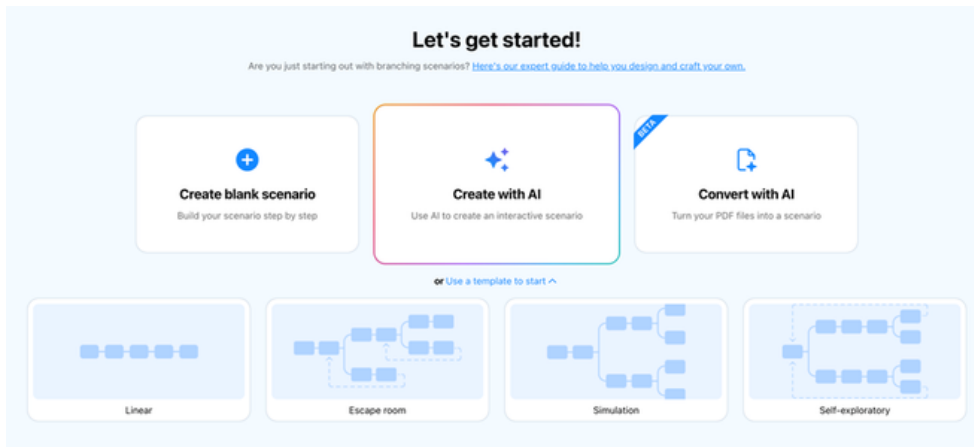 Let's get started!
Are you just starting out with branching scenarios? Here's our expert guide to help you design and craft your own.
Create blank scenario
Build your scenario step by step
Create with AI
Use AI to create an interactive scenario
BETA
Convert with AI
Turn your PDF files into a scenario
or Use a template to start
Linear
Escape room
Simulation
Self-exploratory